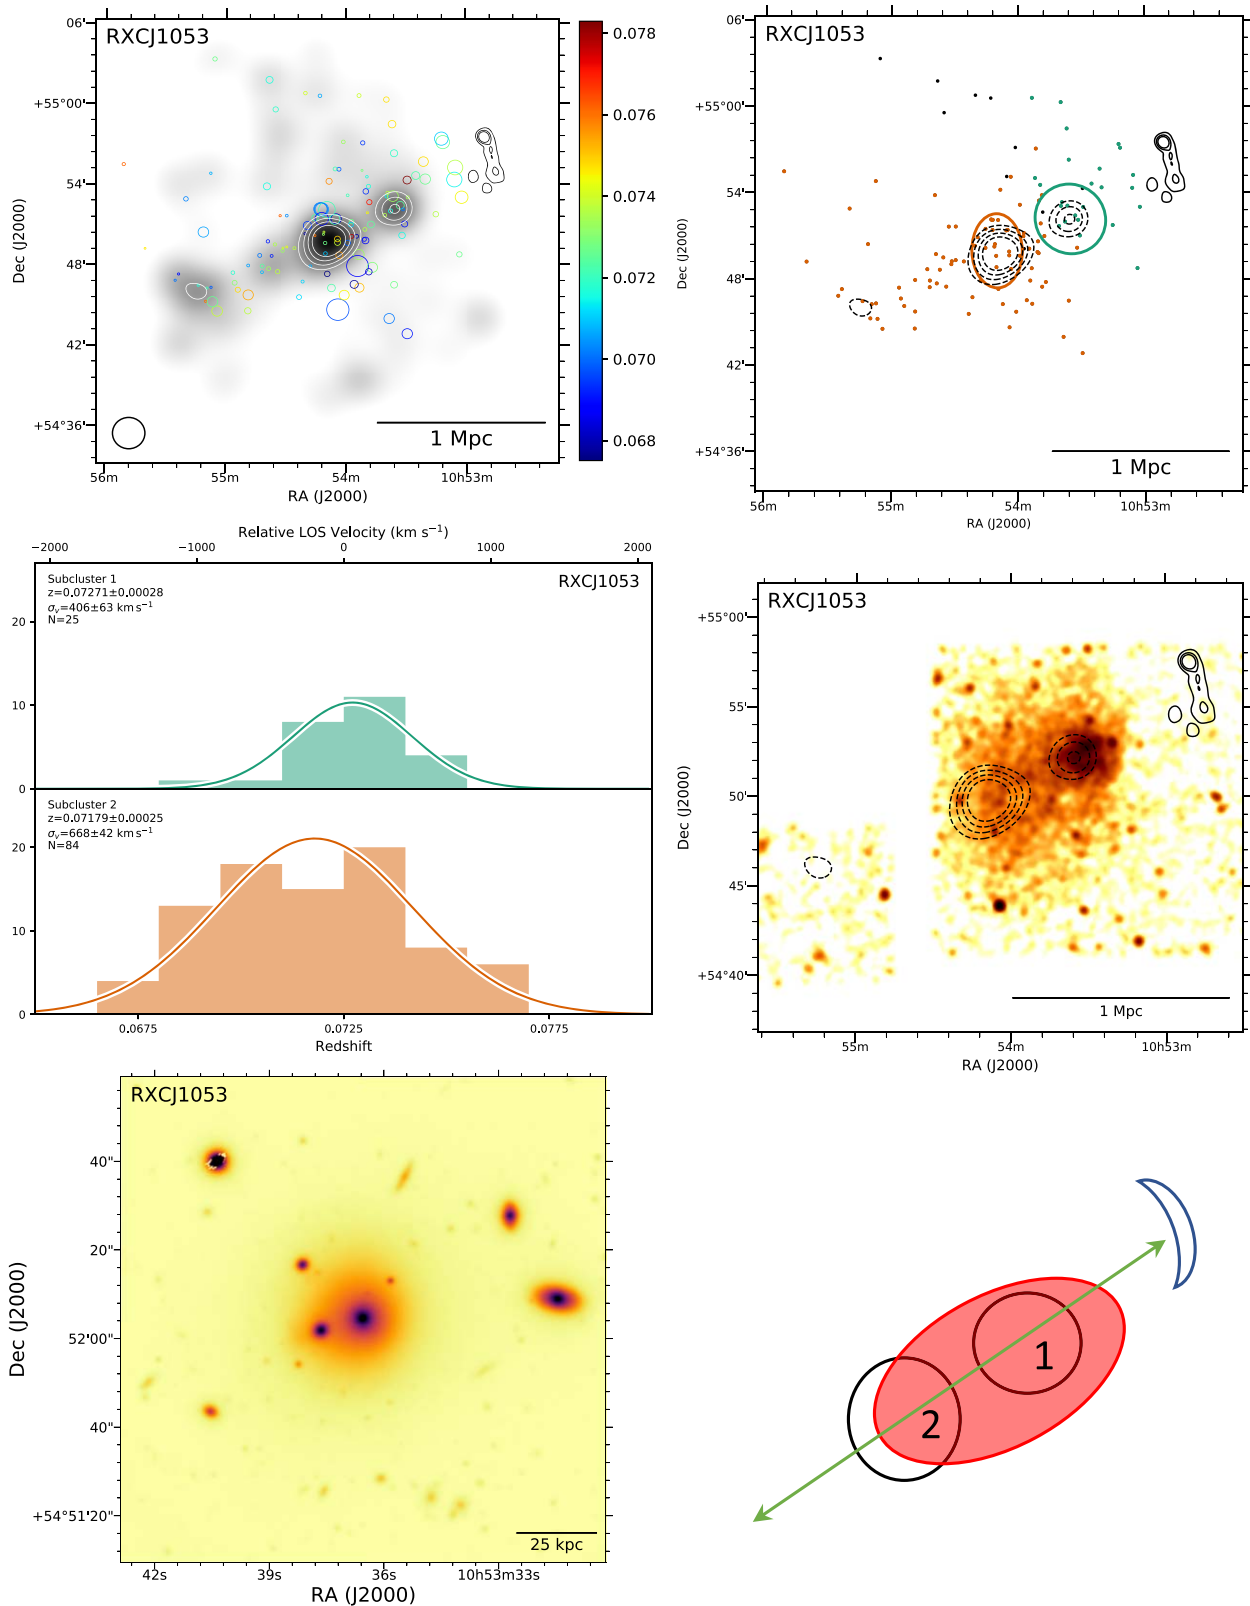 RXCJ1053
06'
+55°00'
54'
48'
42'
+54°36'
Dec (J2000)
56m
55m
54m
10h53m
RA (J2000)
1 Mpc
0.078
0.076
0.074
0.072
0.070
0.068
RXCJ1053
06'
+55°00'
54'
48'
42'
+54°36'
Dec (J2000)
56m
55m
54m
10h53m
RA (J2000)
1 Mpc
Relative LOS Velocity (km s⁻¹)
−2000
−1000
0
1000
2000
Subcluster 1
z=0.07271±0.00028
σᵥ=406±63 km s⁻¹
N=25
RXCJ1053
20
10
0
Subcluster 2
z=0.07179±0.00025
σᵥ=668±42 km s⁻¹
N=84
20
10
0
0.0675
0.0725
0.0775
Redshift
RXCJ1053
+55°00'
55'
50'
45'
+54°40'
Dec (J2000)
55m
54m
10h53m
RA (J2000)
1 Mpc
RXCJ1053
40"
20"
52'00"
40"
+54°51'20"
Dec (J2000)
42s
39s
36s
10h53m33s
RA (J2000)
25 kpc
1
2